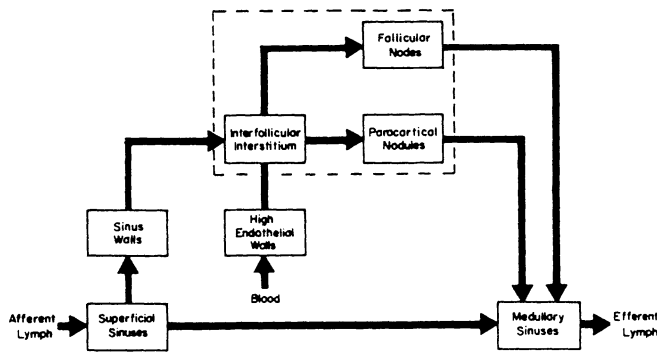 Follicular
Nodes
Interfollicular
Interstitium
Paracortical
Nodules
Sinus
Walls
High
Endothelial
Walls
Blood
Afferent
Lymph
Superficial
Sinuses
Medullary
Sinuses
Efferent
Lymph